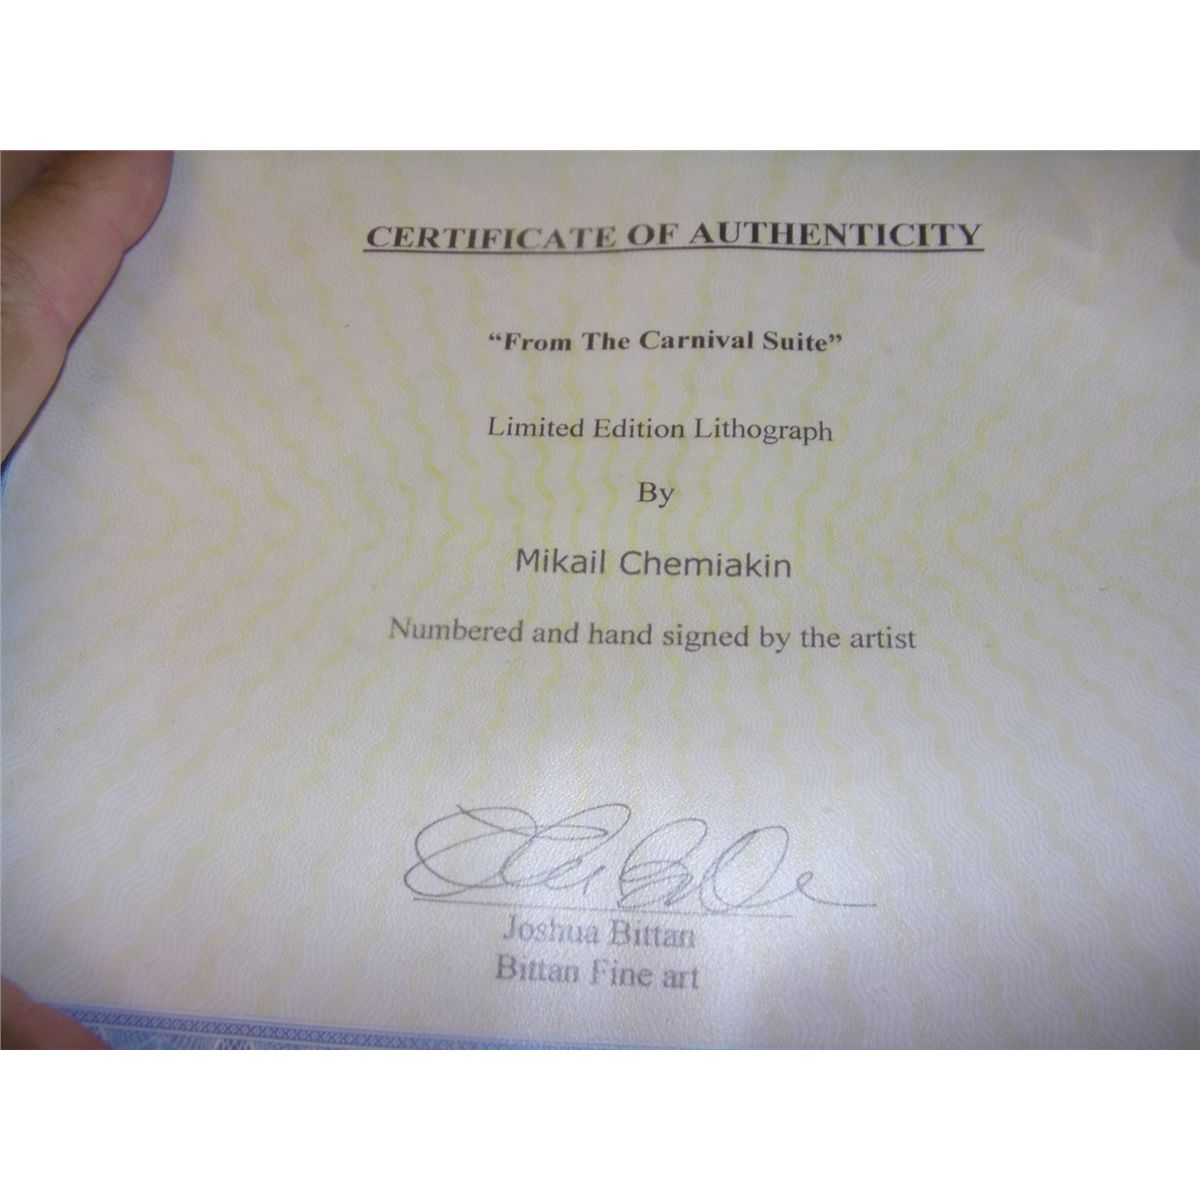 CERTIFICATE OF AUTHENTICITY
“From The Carnival Suite”
Limited Edition Lithograph
By
Mikail Chemiakin
Numbered and hand signed by the artist
Joshua Bittan
Bittan Fine art